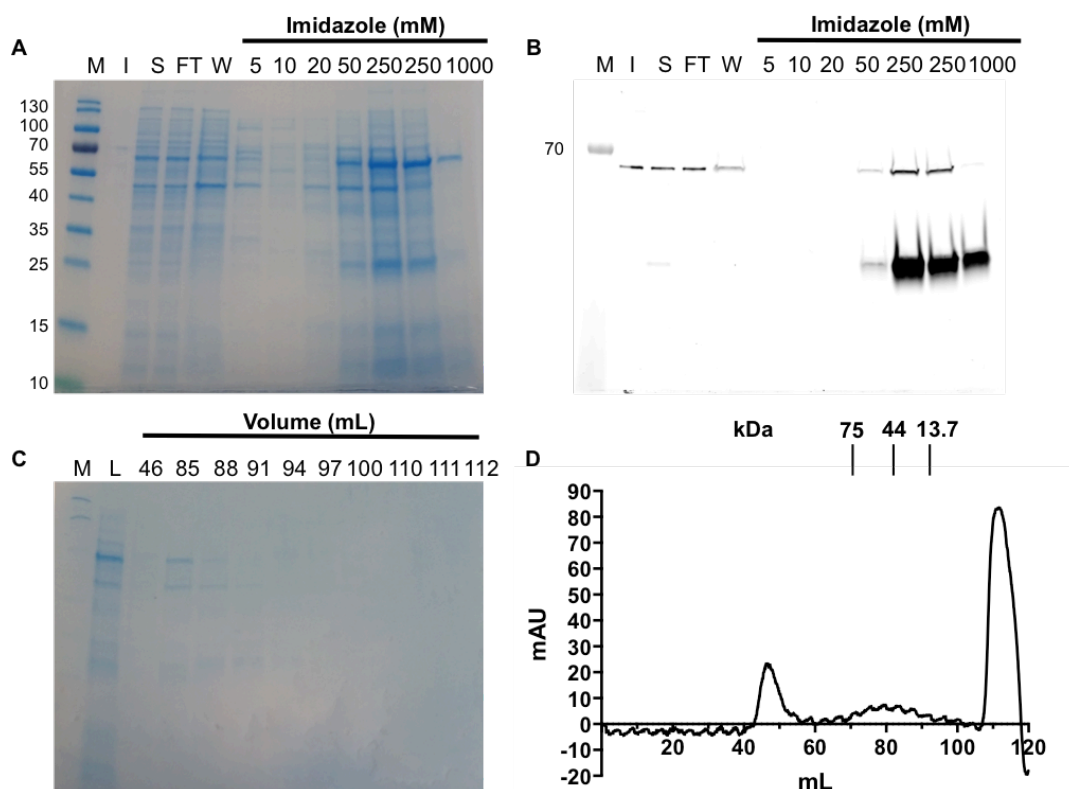 Imidazole (mM)
A
M I S FT W 5 10 20 50 250 250 1000
130
100
70
55
40
35
25
15
10
Imidazole (mM)
B
M I S FT W 5 10 20 50 250 250 1000
70
Volume (mL)
C
M L 46 85 88 91 94 97 100 110 111 112
kDa 75 44 13.7
D
90
80
70
60
50
40
30
20
10
0
-10
-20
mAU
20 40 60 80 100 120
mL